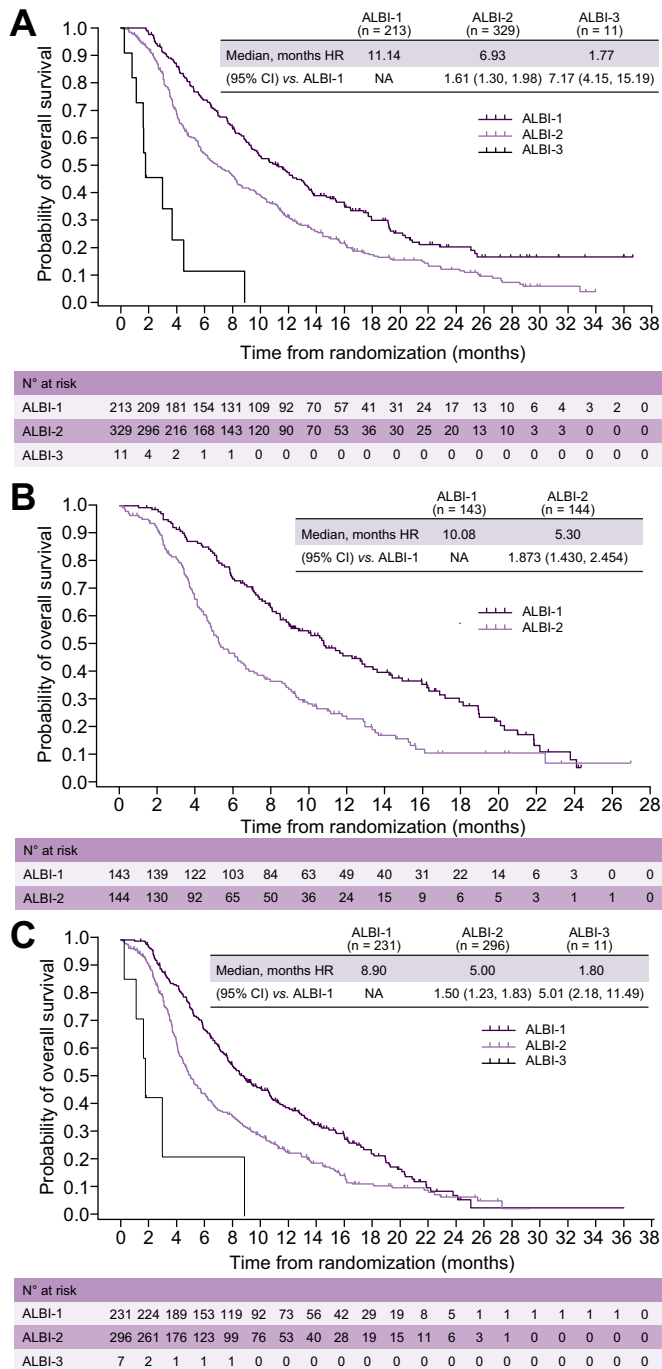 A
ALBI-1 ALBI-2 ALBI-3
(n = 213) (n = 329) (n = 11)
Median, months HR 11.14 6.93 1.77
(95% CI) vs. ALBI-1 NA 1.61 (1.30, 1.98) 7.17 (4.15, 15.19)
ALBI-1
ALBI-2
ALBI-3
Probability of overall survival
1.0
0.9
0.8
0.7
0.6
0.5
0.4
0.3
0.2
0.1
0.0
0 2 4 6 8 10 12 14 16 18 20 22 24 26 28 30 32 34 36 38
Time from randomization (months)
N° at risk
ALBI-1 213 209 181 154 131 109 92 70 57 41 31 24 17 13 10 6 4 3 2 0
ALBI-2 329 296 216 168 143 120 90 70 53 36 30 25 20 13 10 3 3 0 0 0
ALBI-3 11 4 2 1 1 0 0 0 0 0 0 0 0 0 0 0 0 0 0 0
B
ALBI-1 ALBI-2
(n = 143) (n = 144)
Median, months HR 10.08 5.30
(95% CI) vs. ALBI-1 NA 1.873 (1.430, 2.454)
ALBI-1
ALBI-2
Probability of overall survival
1.0
0.9
0.8
0.7
0.6
0.5
0.4
0.3
0.2
0.1
0.0
0 2 4 6 8 10 12 14 16 18 20 22 24 26 28
Time from randomization (months)
N° at risk
ALBI-1 143 139 122 103 84 63 49 40 31 22 14 6 3 0 0
ALBI-2 144 130 92 65 50 36 24 15 9 6 5 3 1 1 0
C
ALBI-1 ALBI-2 ALBI-3
(n = 231) (n = 296) (n = 11)
Median, months HR 8.90 5.00 1.80
(95% CI) vs. ALBI-1 NA 1.50 (1.23, 1.83) 5.01 (2.18, 11.49)
ALBI-1
ALBI-2
ALBI-3
Probability of overall survival
1.0
0.9
0.8
0.7
0.6
0.5
0.4
0.3
0.2
0.1
0.0
0 2 4 6 8 10 12 14 16 18 20 22 24 26 28 30 32 34 36 38
Time from randomization (months)
N° at risk
ALBI-1 231 224 189 153 119 92 73 56 42 29 19 8 5 1 1 1 1 1 1 0
ALBI-2 296 261 176 123 99 76 53 40 28 19 15 11 6 3 1 0 0 0 0 0
ALBI-3 7 2 1 1 1 0 0 0 0 0 0 0 0 0 0 0 0 0 0 0